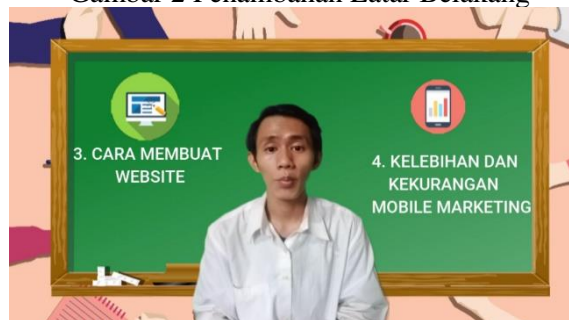 Gambar 2 Penambahan Latar Belakang
3. CARA MEMBUAT
WEBSITE
4. KELEBIHAN DAN
KEKURANGAN
MOBILE MARKETING